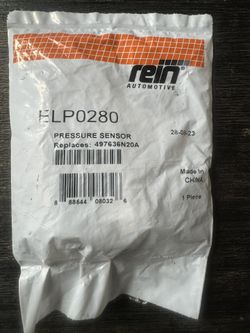 rein
AUTOMOTIVE
ELP0280
PRESSURE SENSOR
Replaces: 497636N20A
28-08-23
Made in
CHINA
1 Piece
8 88644 08032 6